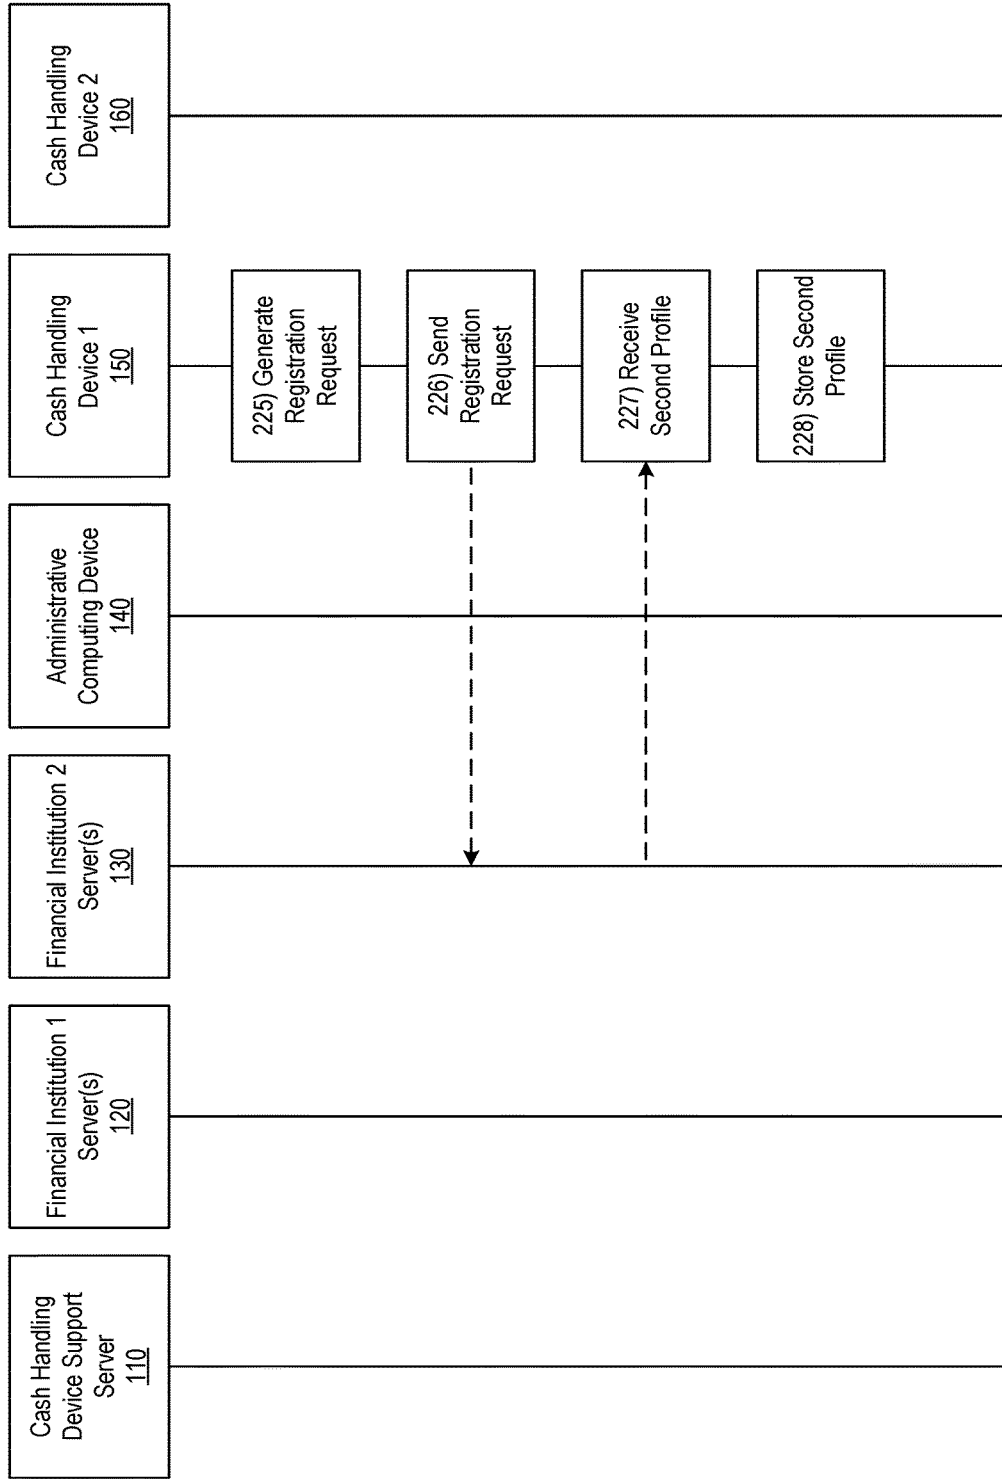 Cash Handling
Device Support
Server
110
Financial Institution 1
Server(s)
120
Financial Institution 2
Server(s)
130
Administrative
Computing Device
140
Cash Handling
Device 1
150
Cash Handling
Device 2
160
225) Generate
Registration
Request
226) Send
Registration
Request
227) Receive
Second Profile
228) Store Second
Profile